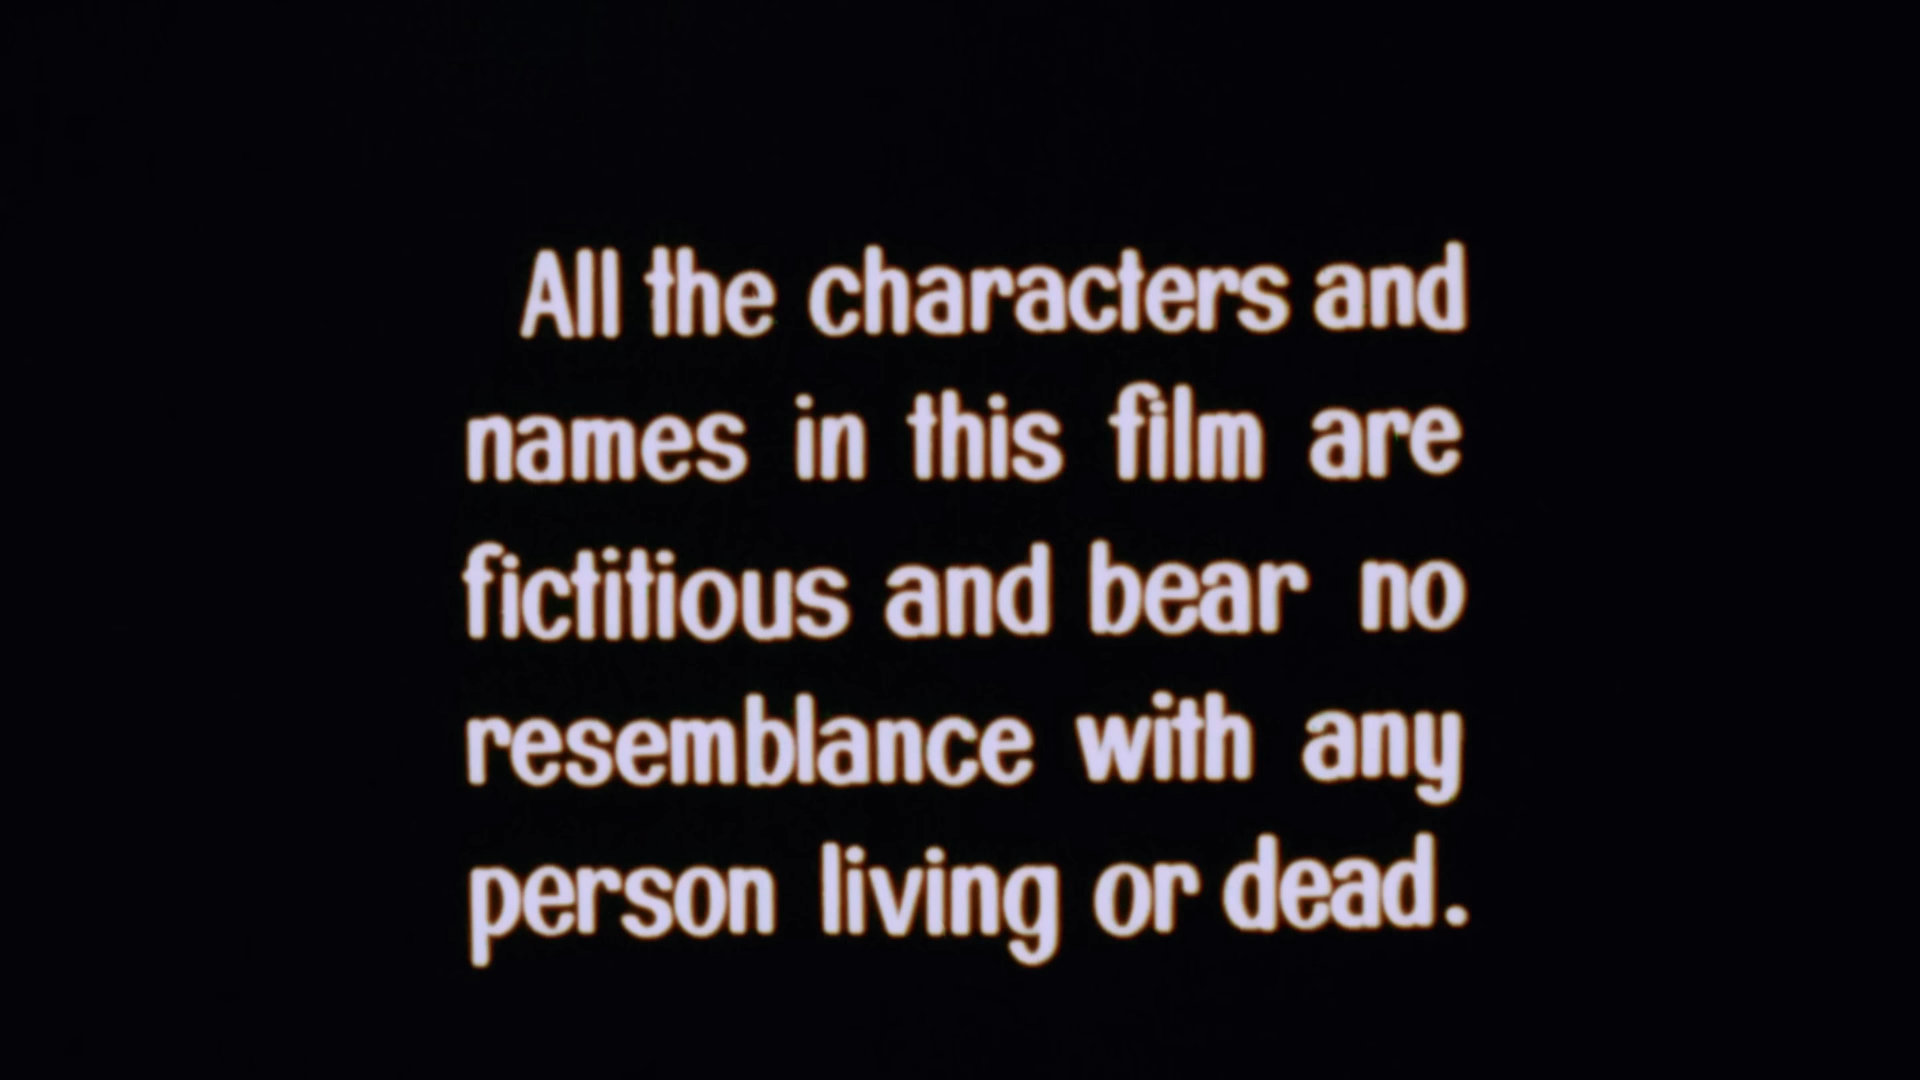 All the characters and
names in this film are
fictitious and bear no
resemblance with any
person living or dead.